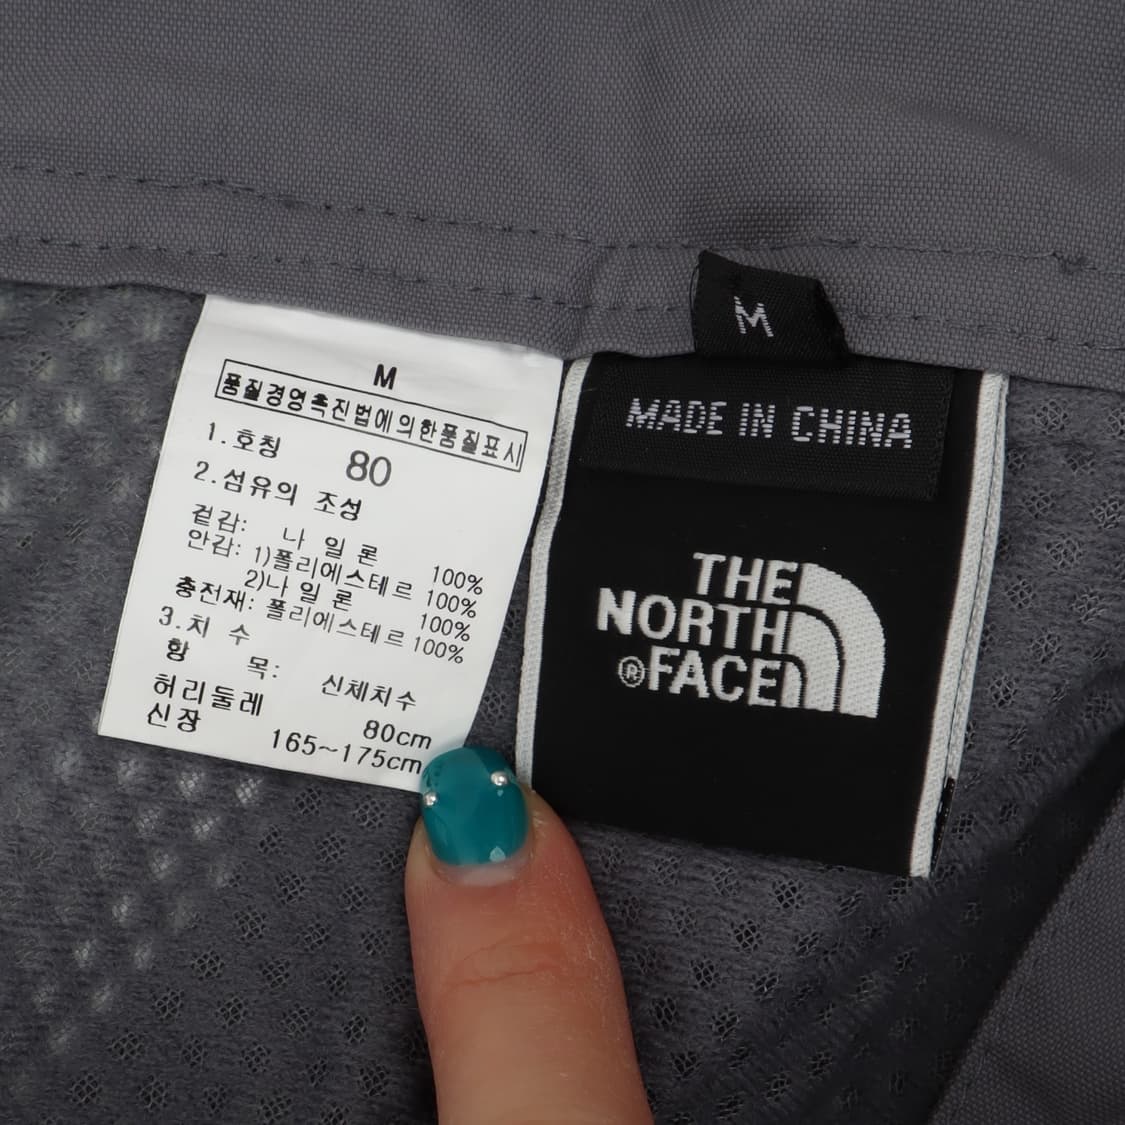 M
품질경영촉진법에의한품질표시
1.호칭 80
2.섬유의 조성
겉감: 나 일 론 100%
안감: 1)폴리에스테르 100%
2)나 일 론 100%
충전재: 폴리에스테르 100%
3.치 수
항 목: 신체치수
허리둘레 80cm
신장 165~175cm
M
MADE IN CHINA
THE
NORTH
®FACE